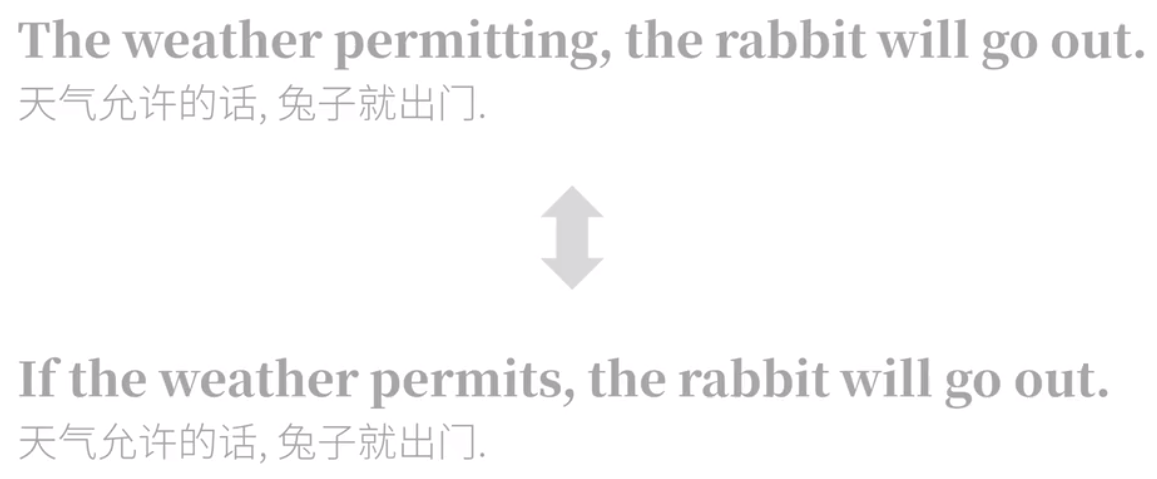 The weather permitting, the rabbit will go out.
天气允许的话, 兔子就出门.
If the weather permits, the rabbit will go out.
天气允许的话, 兔子就出门.